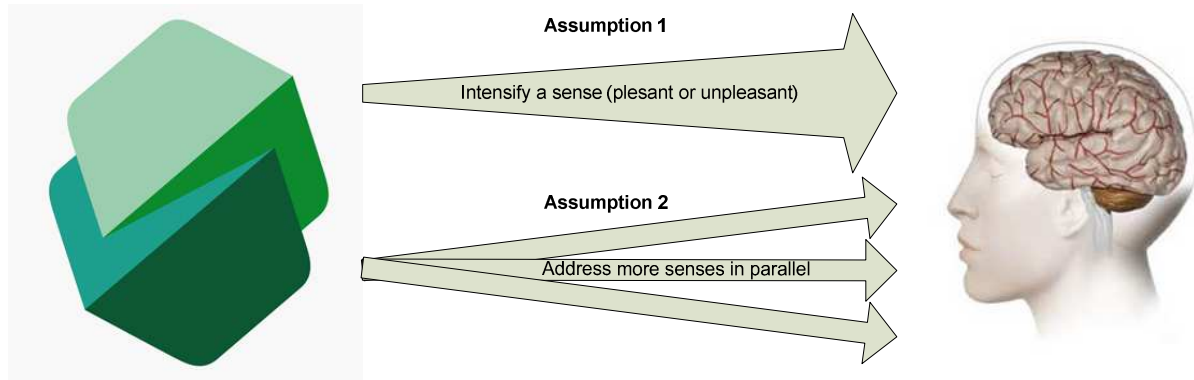 Assumption 1
Intensify a sense (plesant or unpleasant)
Assumption 2
Address more senses in parallel